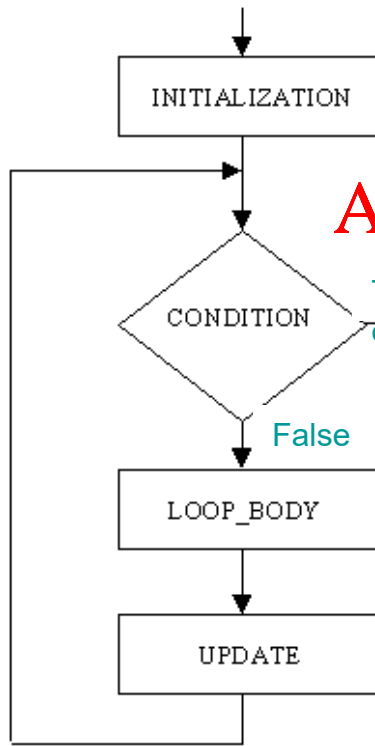 INITIALIZATION
A
CONDITION
False
LOOP_BODY
UPDATE